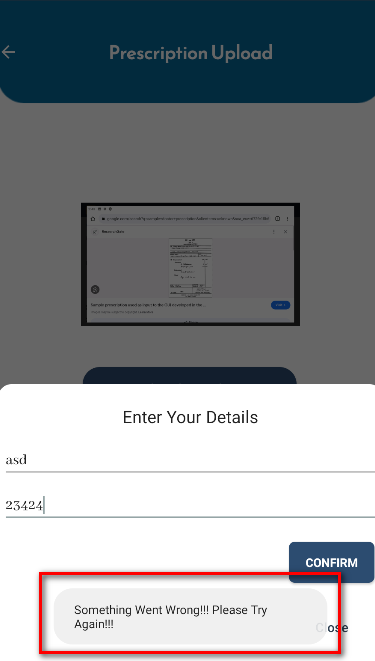 Prescription Upload
Enter Your Details
asd
23424
CONFIRM
Something Went Wrong!!! Please Try
Again!!!
Close